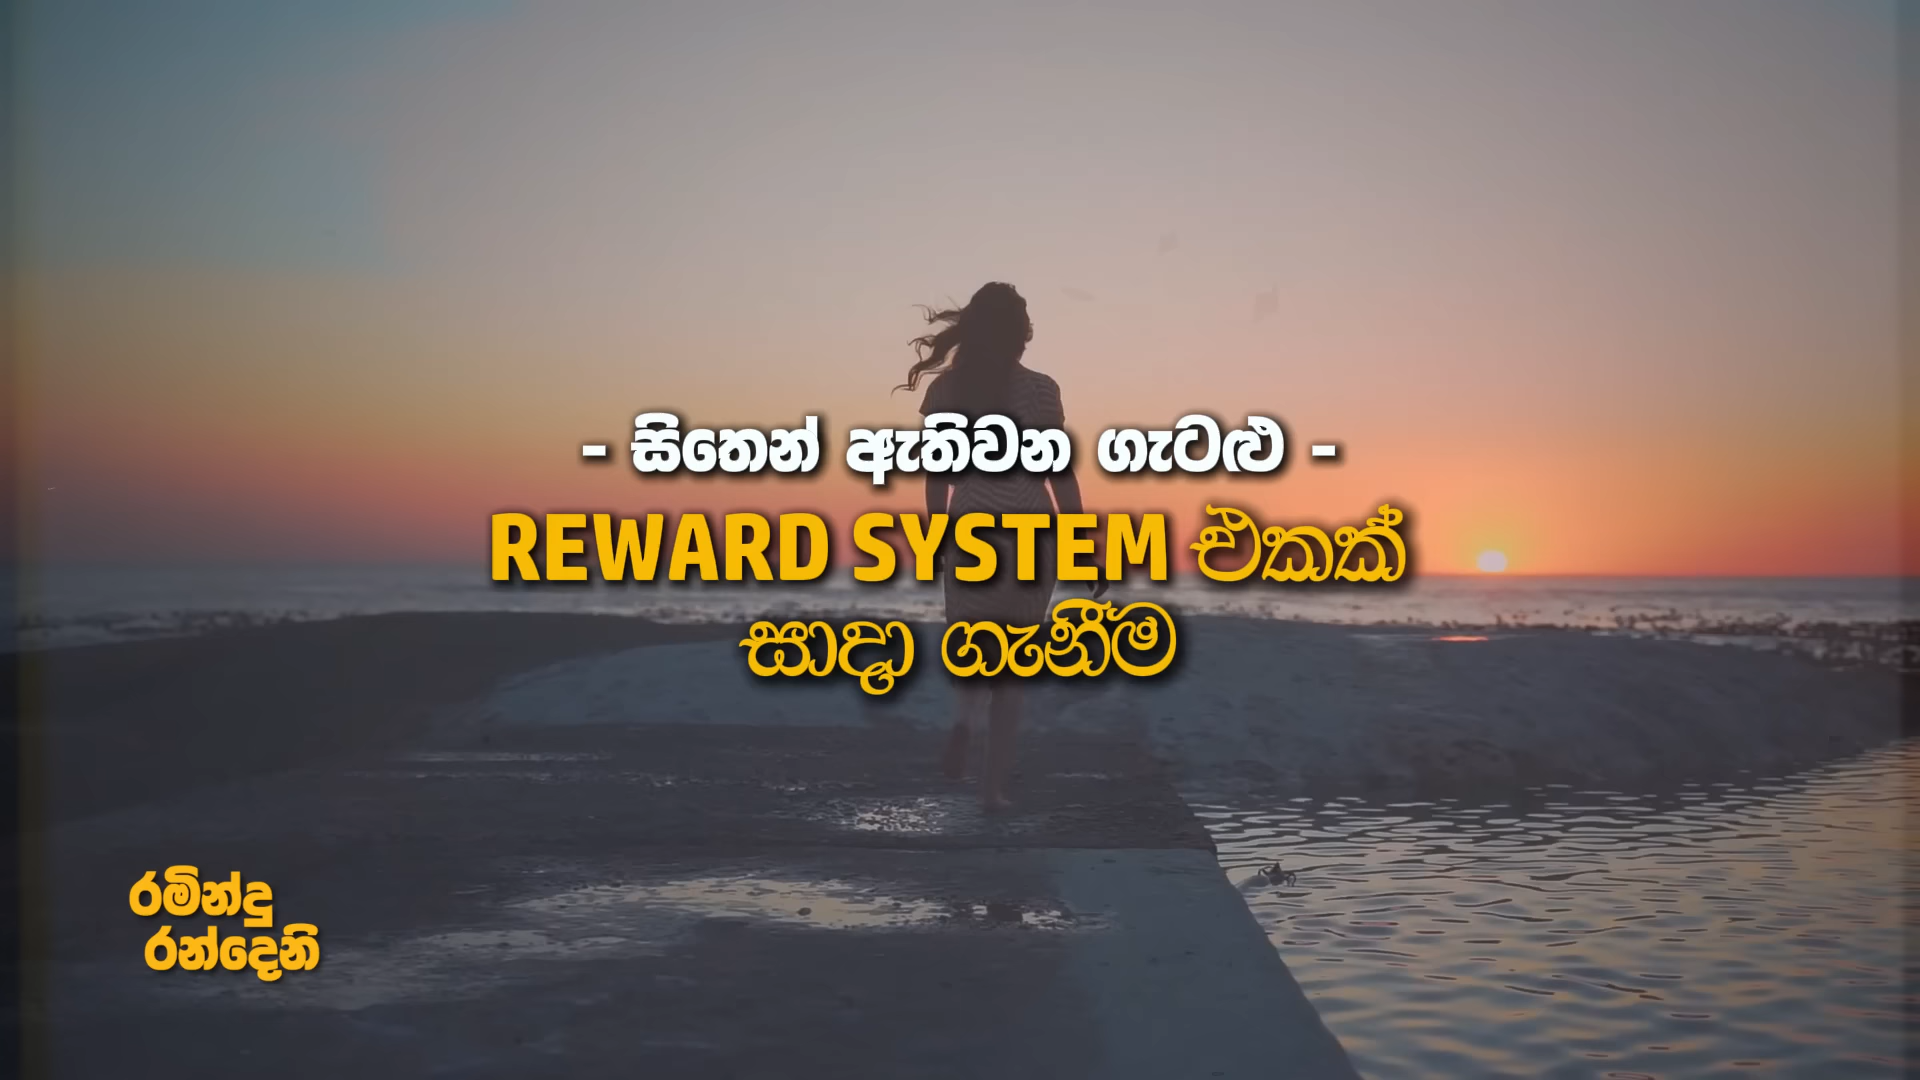 - සිතෙන් ඇතිවන ගැටළු -
REWARD SYSTEM එකක්
සාදා ගැනීම
රමින්දු
රන්දෙනි